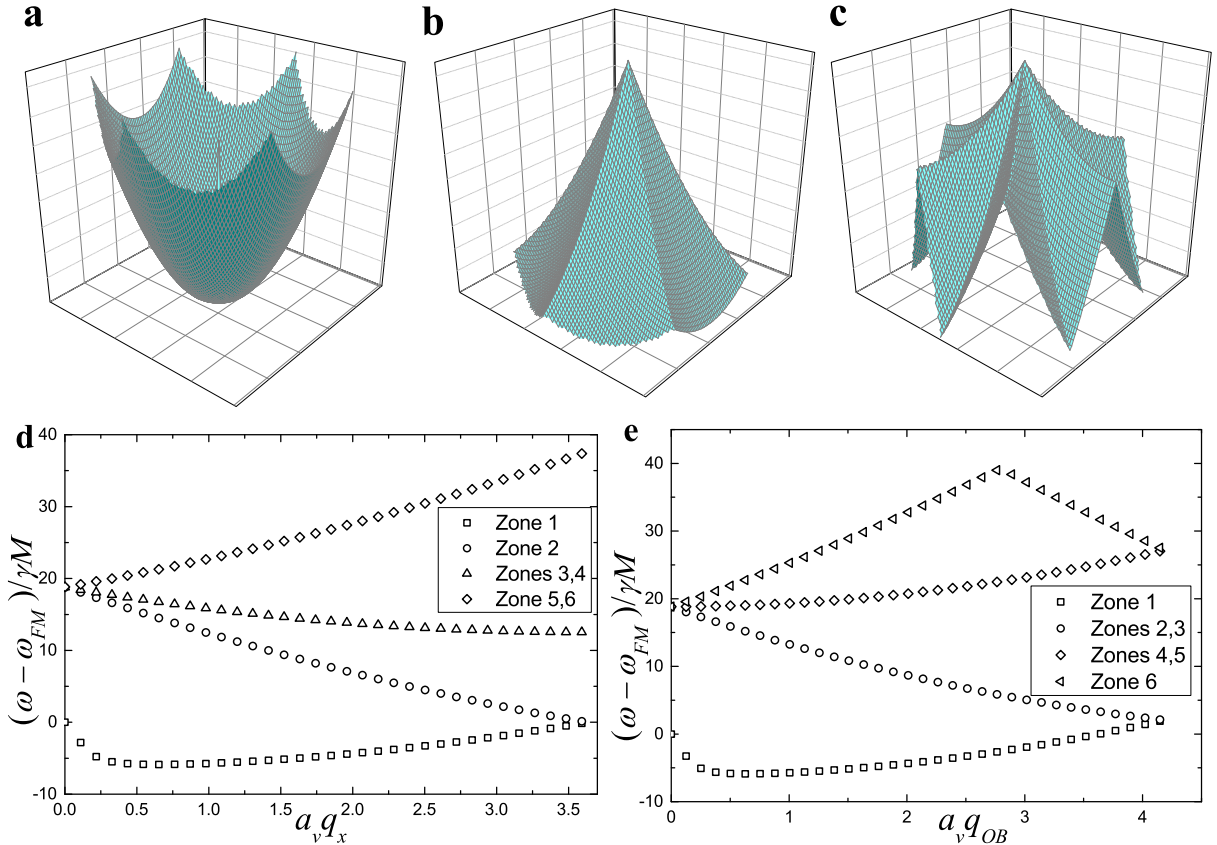 a
b
c
d
40
30
20
10
0
-10
(ω − ω_FM)/γM
Zone 1
Zone 2
Zones 3,4
Zone 5,6
0.0 0.5 1.0 1.5 2.0 2.5 3.0 3.5
a_v q_x
e
40
30
20
10
0
-10
(ω − ω_FM)/γM
Zone 1
Zones 2,3
Zones 4,5
Zone 6
0 1 2 3 4
a_v q_OB